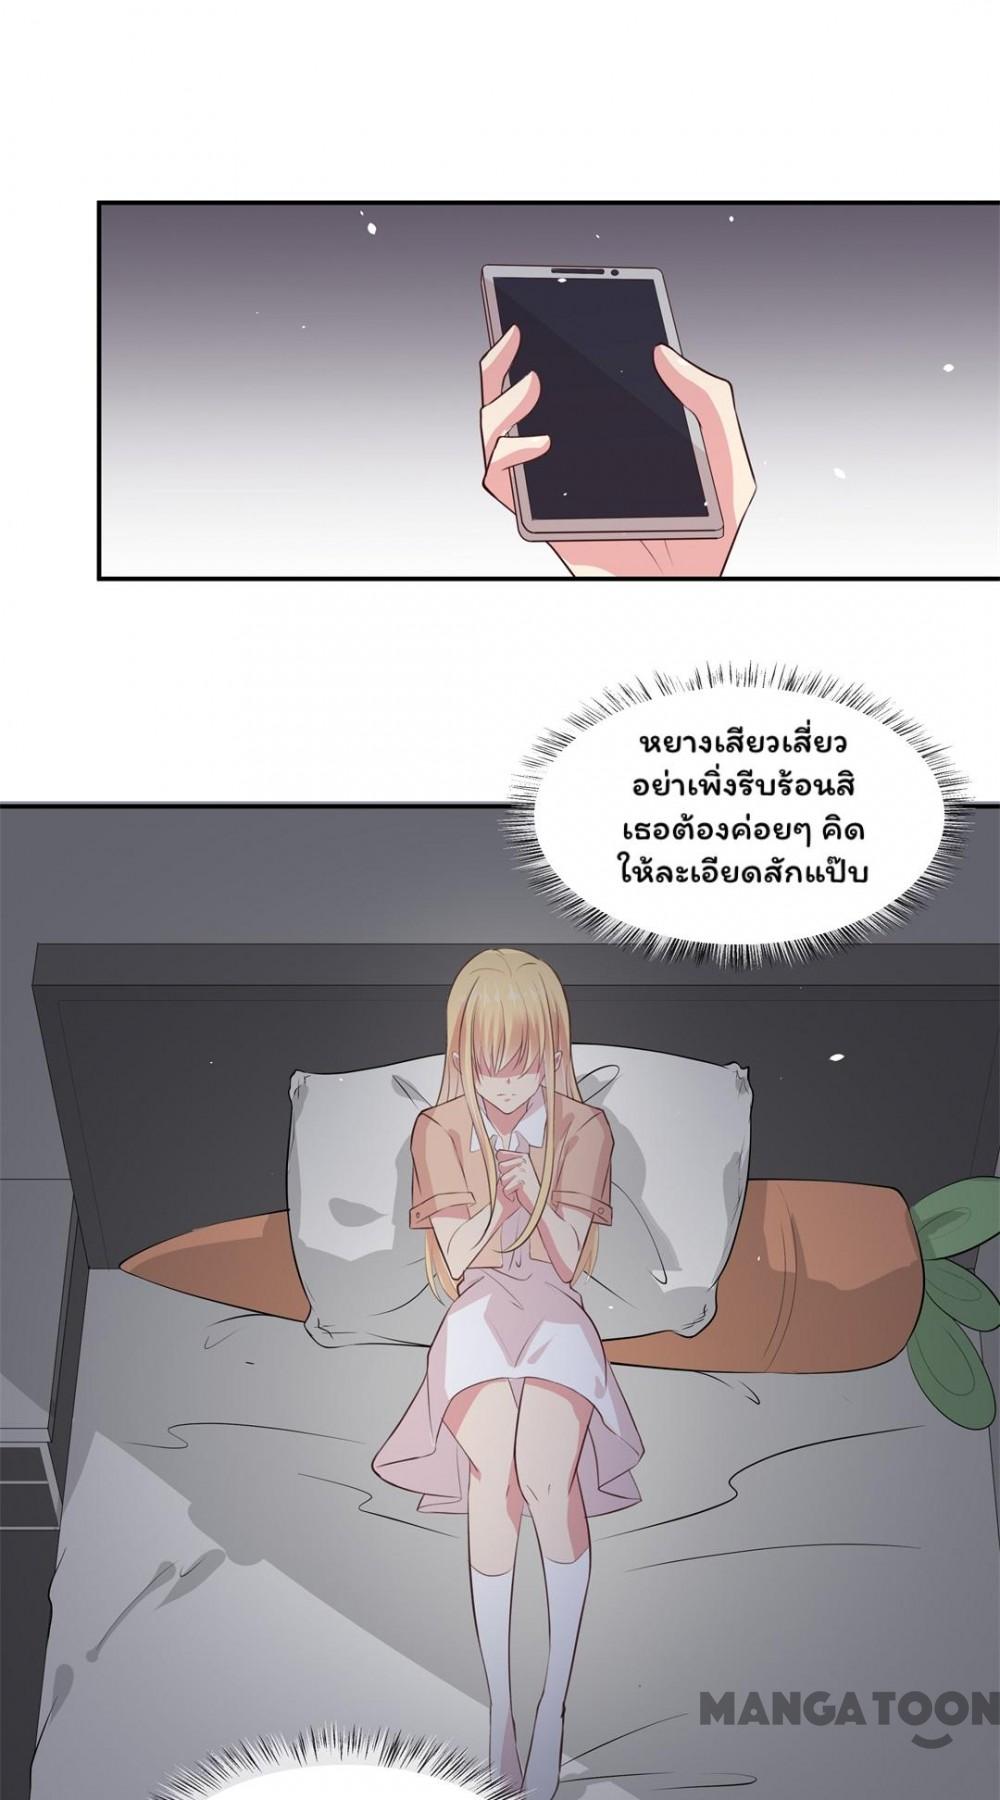 หยางเสียวเสี่ยว
อย่าเพิ่งรีบร้อนสิ
เธอต้องค่อยๆ คิด
ให้ละเอียดสักแป๊บ
MANGATOON